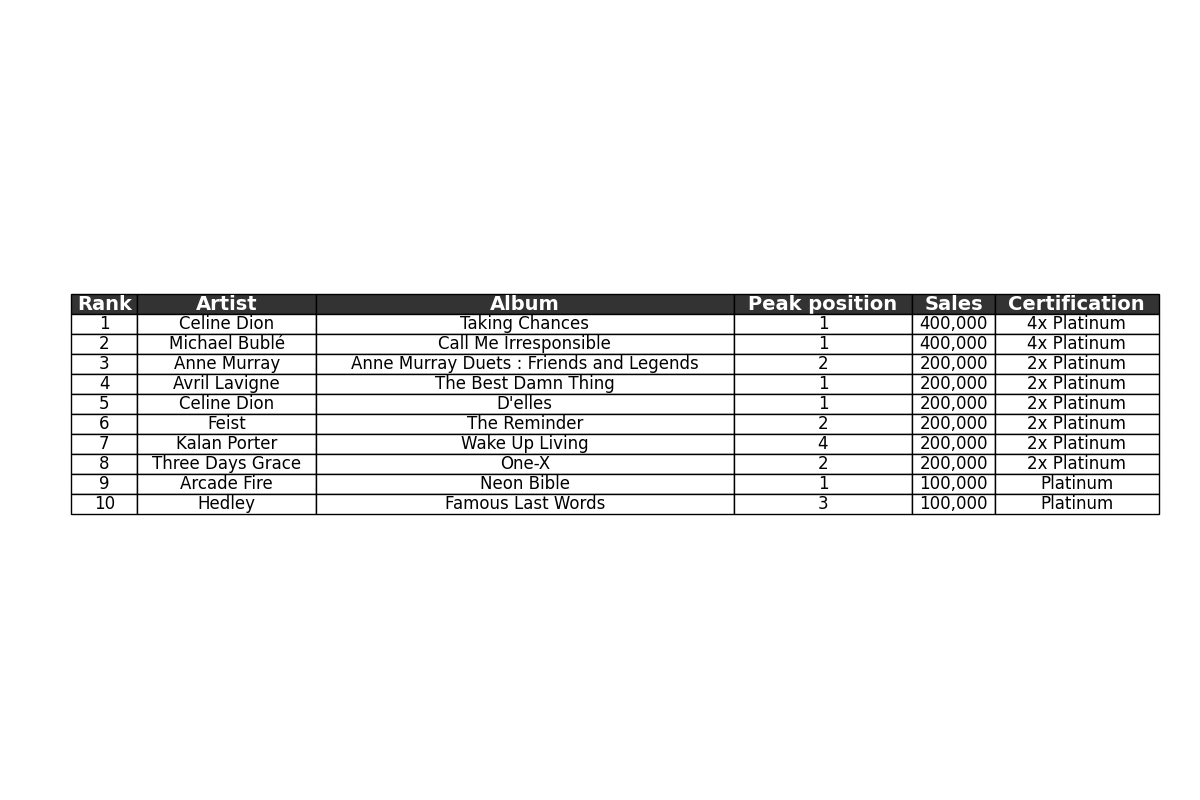 Rank Artist Album Peak position Sales Certification
1 Celine Dion Taking Chances 1 400,000 4x Platinum
2 Michael Bublé Call Me Irresponsible 1 400,000 4x Platinum
3 Anne Murray Anne Murray Duets : Friends and Legends 2 200,000 2x Platinum
4 Avril Lavigne The Best Damn Thing 1 200,000 2x Platinum
5 Celine Dion D'elles 1 200,000 2x Platinum
6 Feist The Reminder 2 200,000 2x Platinum
7 Kalan Porter Wake Up Living 4 200,000 2x Platinum
8 Three Days Grace One-X 2 200,000 2x Platinum
9 Arcade Fire Neon Bible 1 100,000 Platinum
10 Hedley Famous Last Words 3 100,000 Platinum